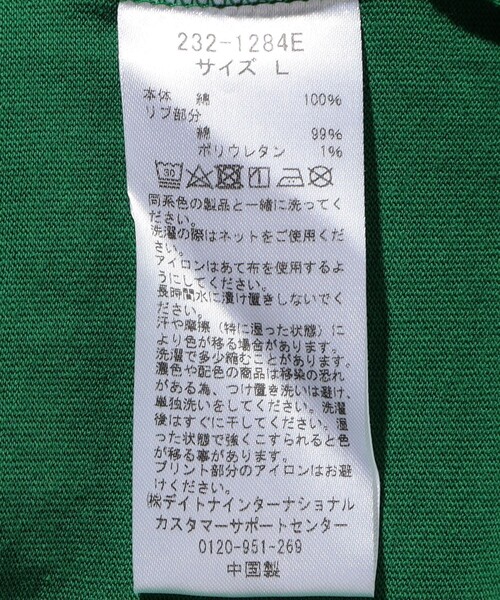 232-1284E
サイズ L
本体 綿 100%
リブ部分
綿 99%
ポリウレタン 1%
30
同系色の製品と一緒に洗ってく
ださい。
洗濯の際はネットをご使用くだ
さい。
アイロンはあて布を使用するよ
うにしてください。
長時間水に漬け置きしないでく
ださい。
汗や摩擦（特に湿った状態）に
より色が移る場合があります。
洗濯で多少縮むことがあります。
濃色や配色の商品は移染の恐れ
がある為、つけ置き洗いは避け、
単独洗いをしてください。洗濯
後はすぐに干してください。湿
った状態で強くこすられると色
が移る事があります。
プリント部分のアイロンはお避
けください。
㈱デイトナインターナショナル
カスタマーサポートセンター
0120-951-269
中国製